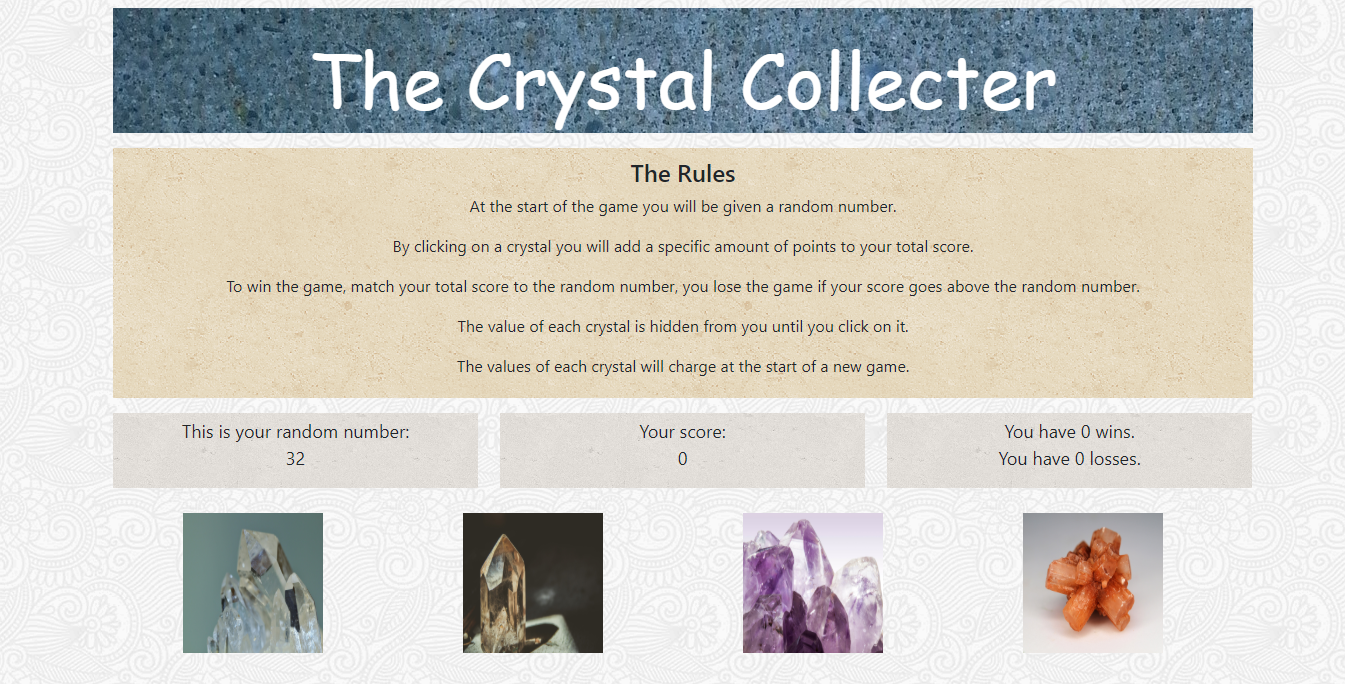 The Crystal Collecter
The Rules
At the start of the game you will be given a random number.
By clicking on a crystal you will add a specific amount of points to your total score.
To win the game, match your total score to the random number, you lose the game if your score goes above the random number.
The value of each crystal is hidden from you until you click on it.
The values of each crystal will charge at the start of a new game.
This is your random number:
32
Your score:
0
You have 0 wins.
You have 0 losses.